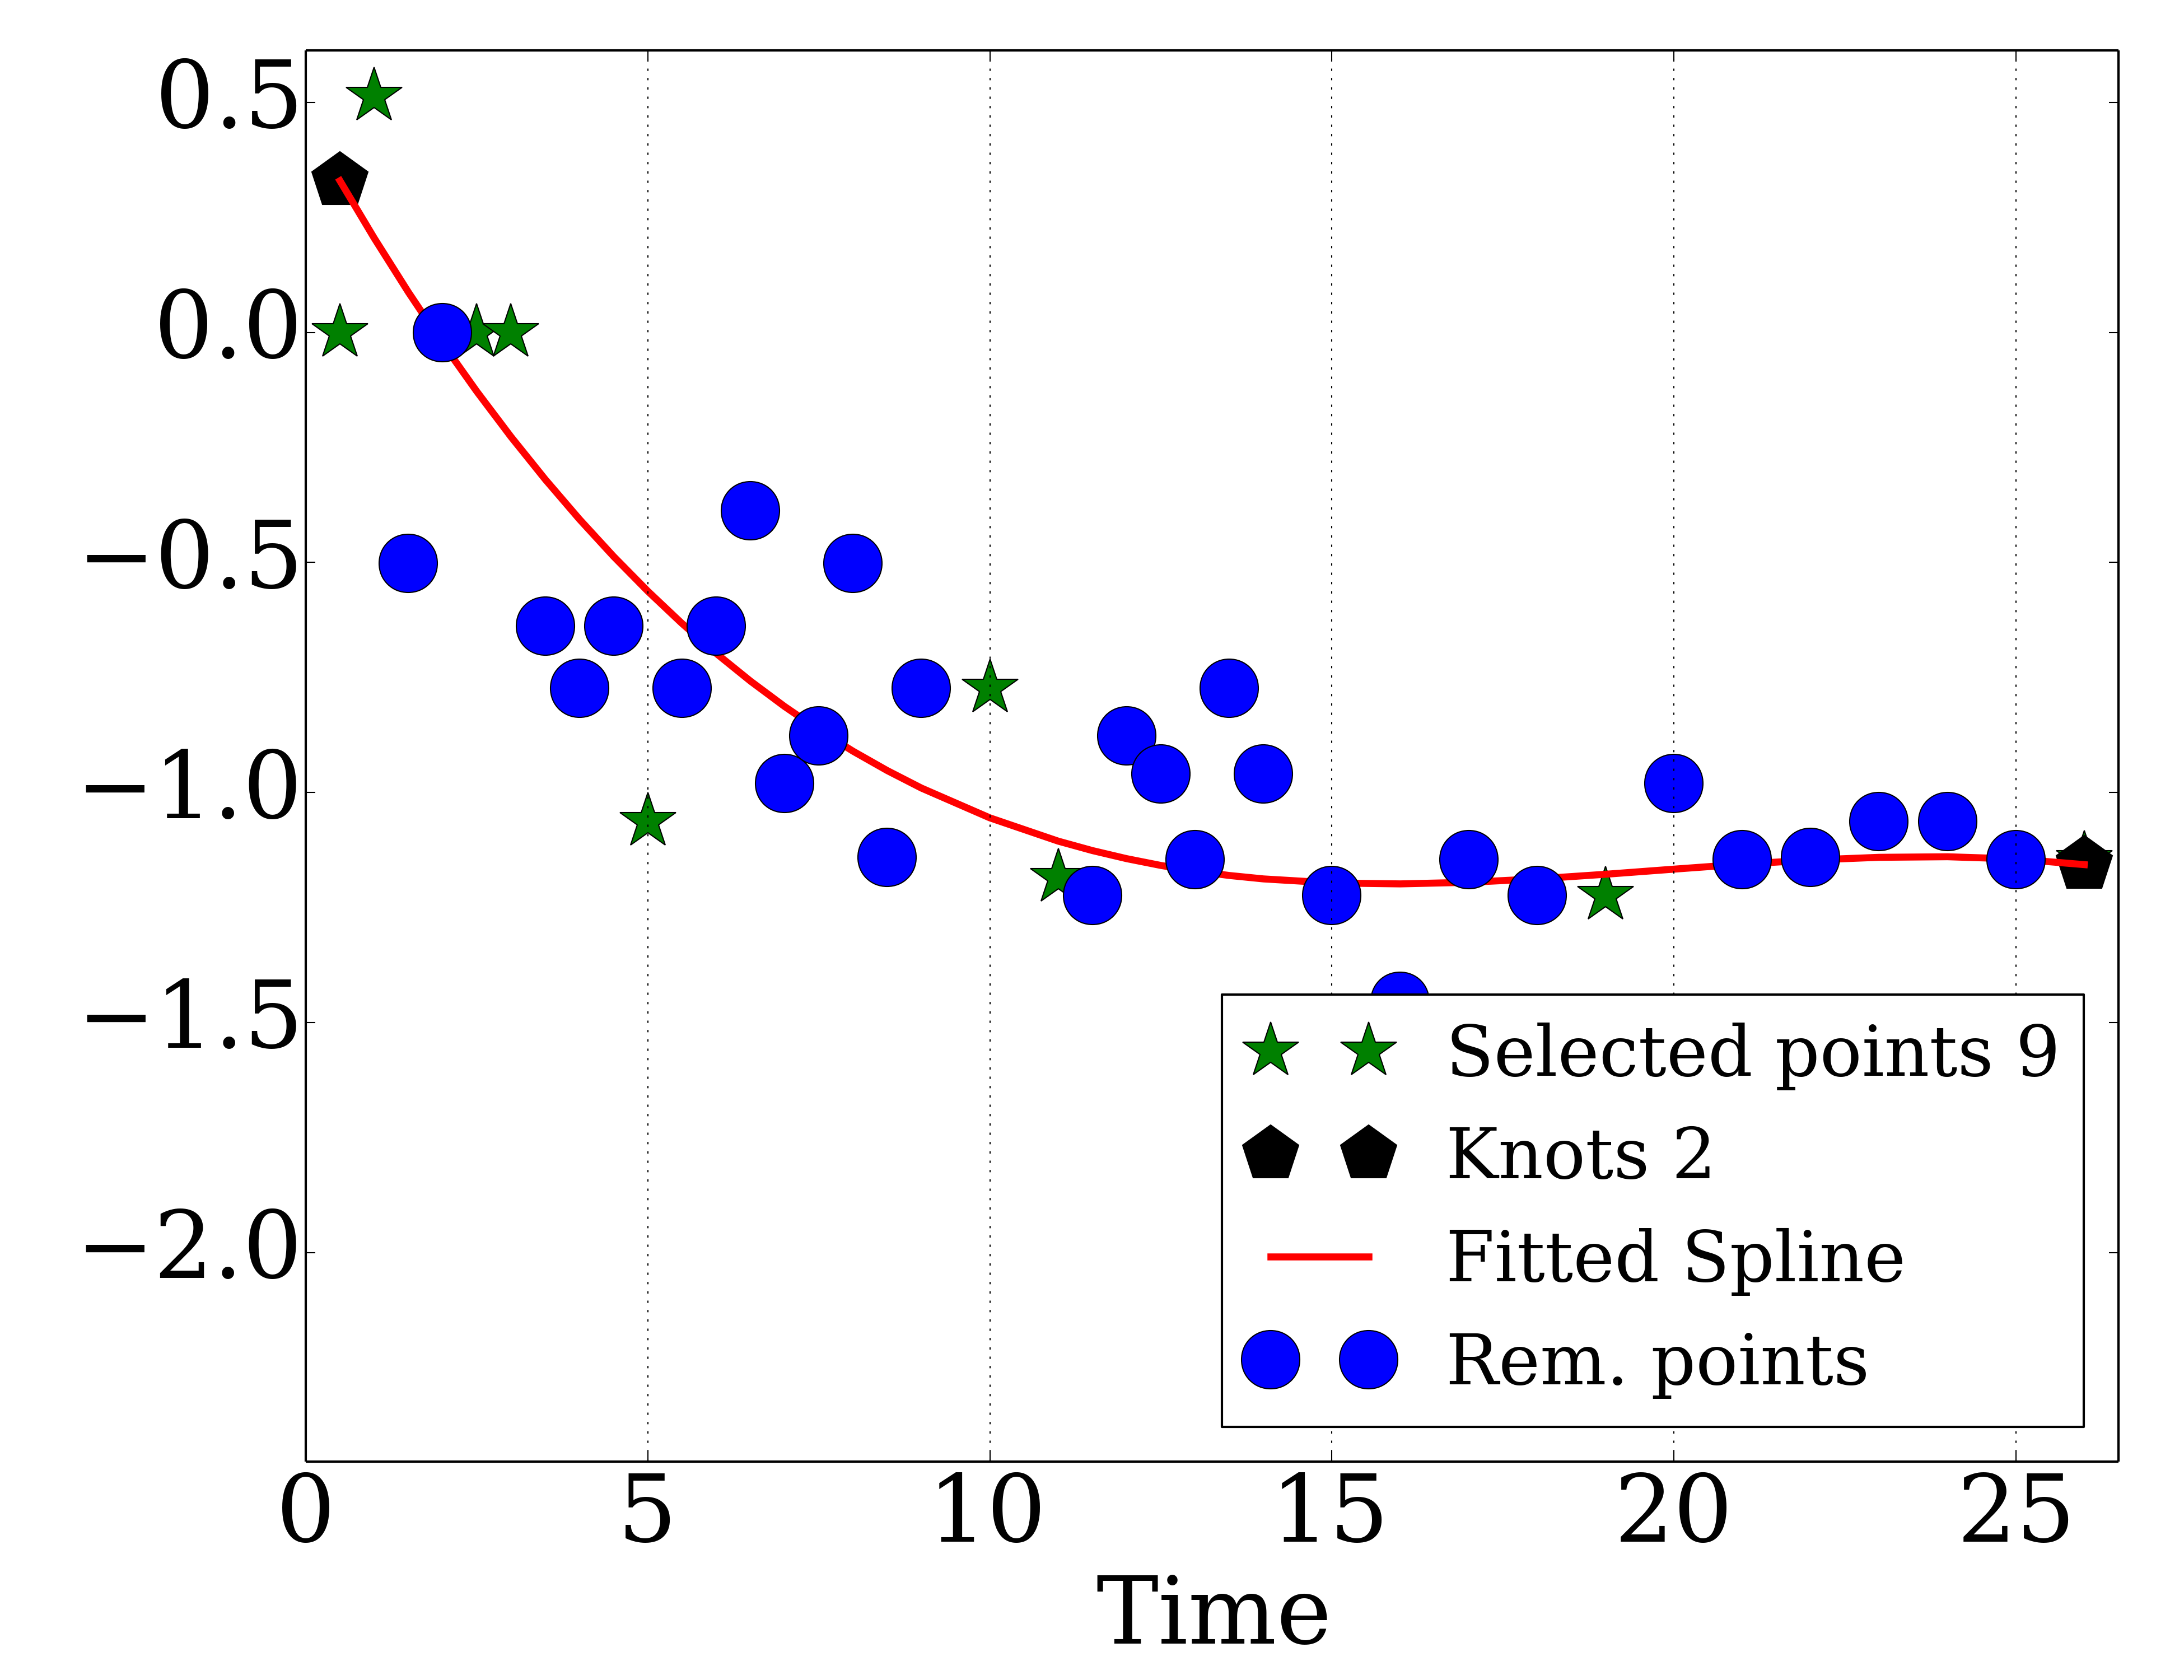 0.5
0.0
−0.5
−1.0
−1.5
−2.0
Selected points 9
Knots 2
Fitted Spline
Rem. points
0 5 10 15 20 25
Time